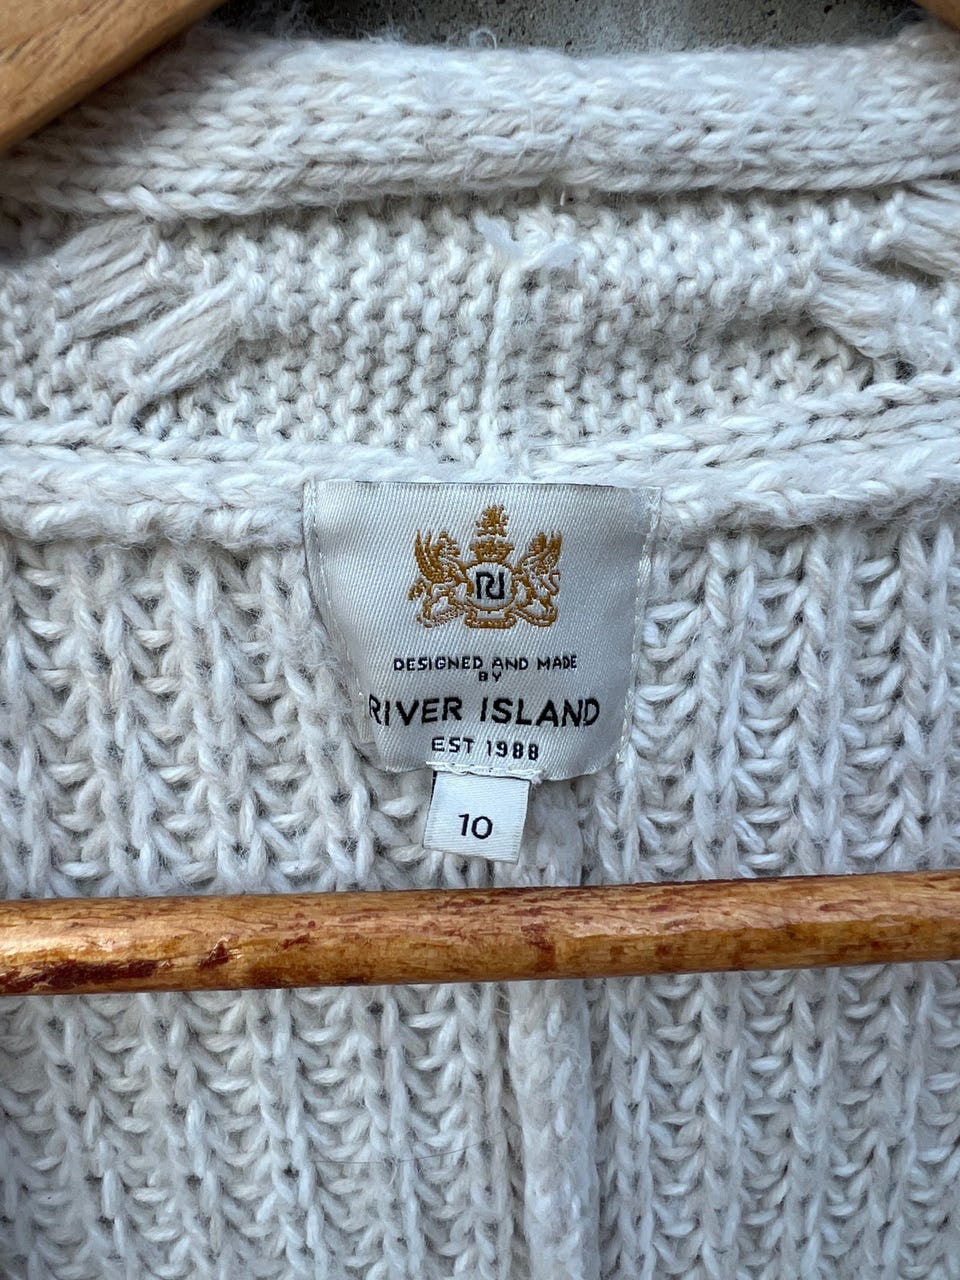 RI
DESIGNED AND MADE
BY
RIVER ISLAND
EST 1988
10